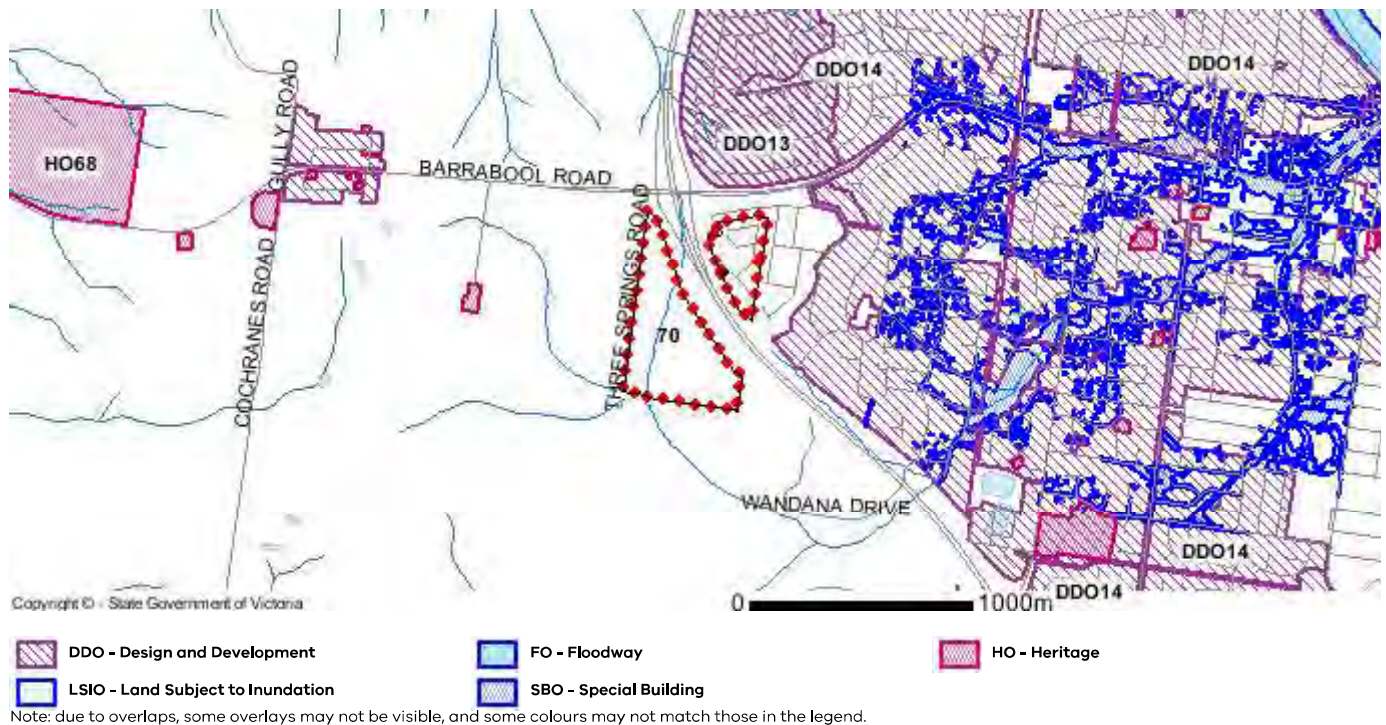 DDO14
DDO14
DDO13
HO68
GULLY ROAD
BARRABOOL ROAD
THREE SPRINGS ROAD
COCHRANES ROAD
70
WANDANA DRIVE
DDO14
DDO14
Copyright © - State Government of Victoria
0 1000m
DDO - Design and Development
FO - Floodway
HO - Heritage
LSIO - Land Subject to Inundation
SBO - Special Building
Note: due to overlaps, some overlays may not be visible, and some colours may not match those in the legend.